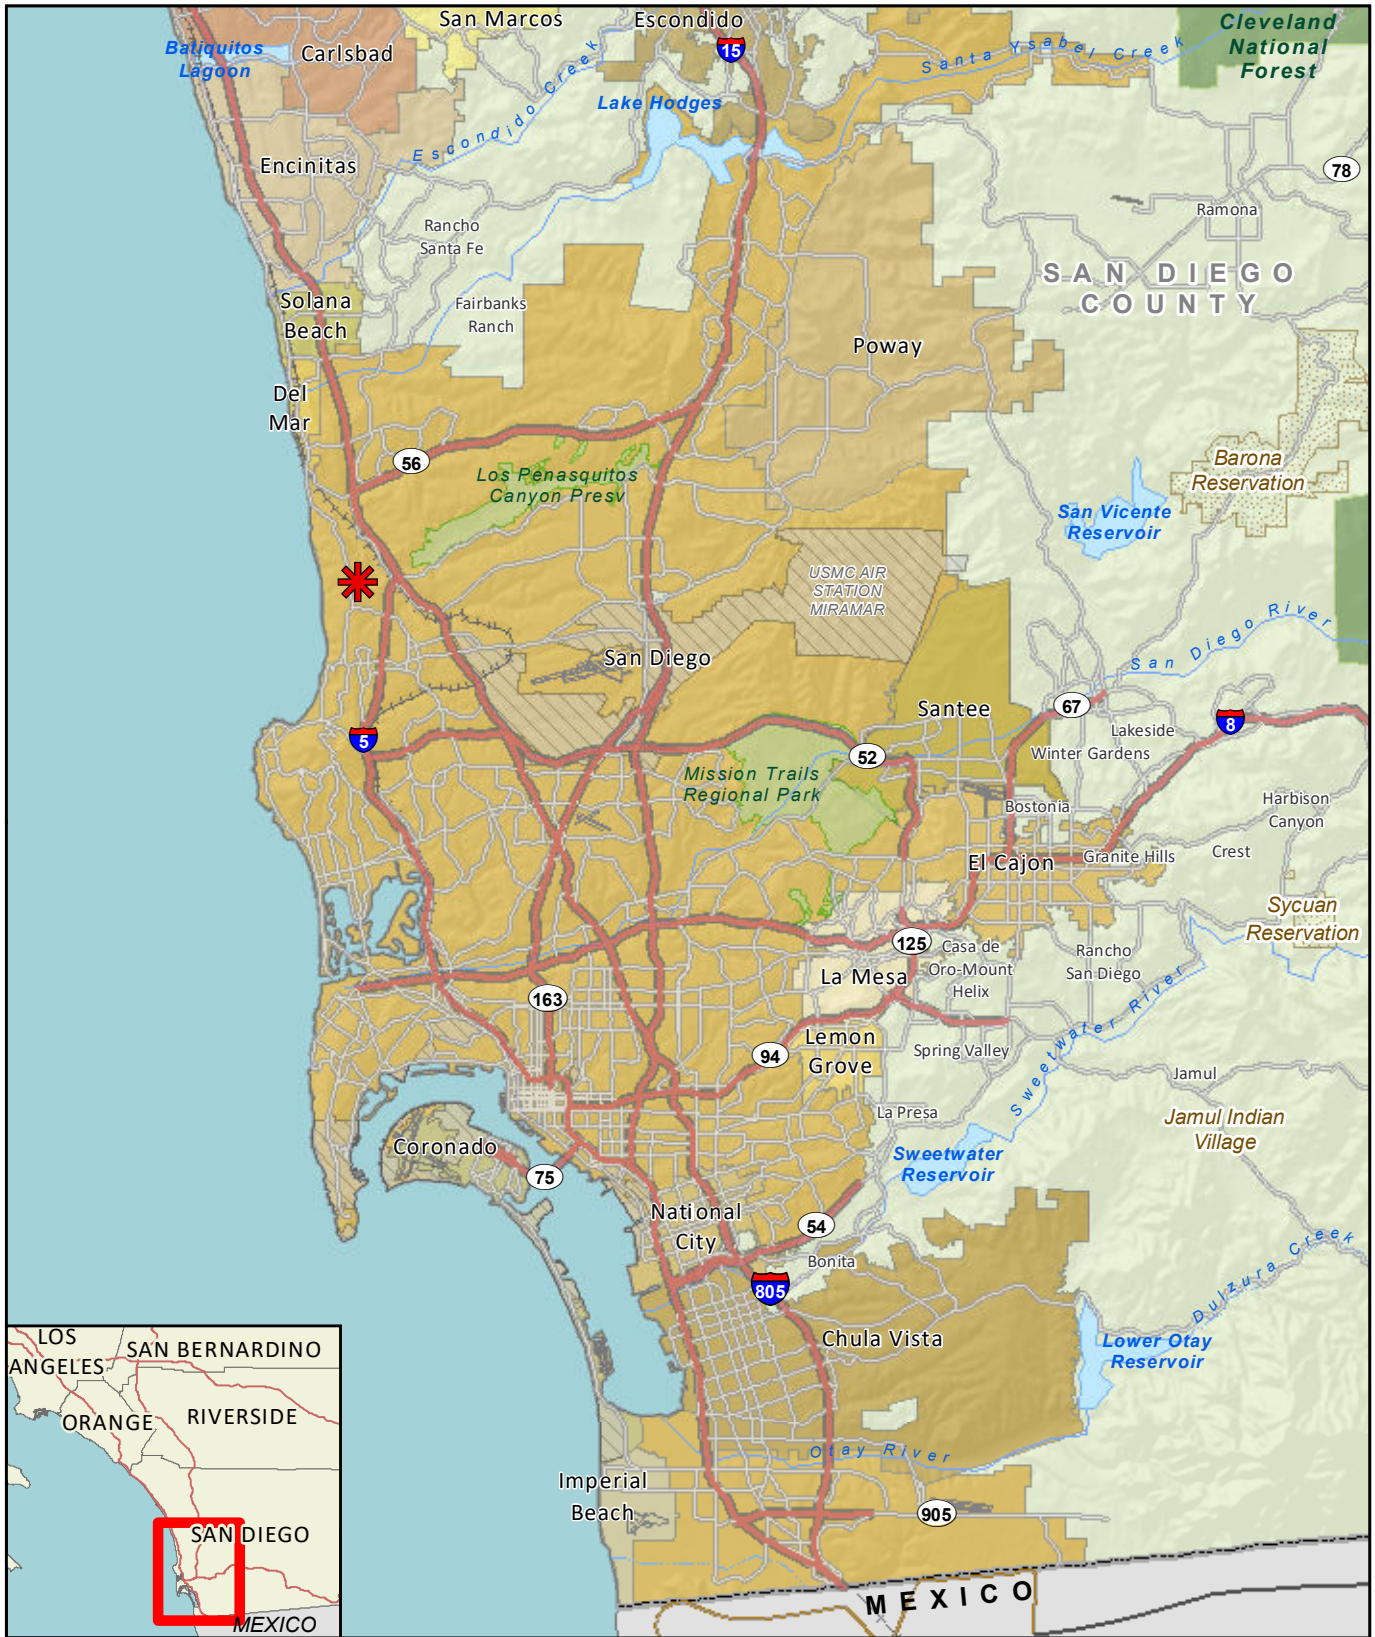 San Marcos
Escondido
Cleveland
National
Forest
Batiquitos
Lagoon
Carlsbad
15
Santa Ysabel Creek
Escondido Creek
Lake Hodges
Encinitas
78
Rancho
Santa Fe
Ramona
SAN DIEGO
COUNTY
Solana
Beach
Fairbanks
Ranch
Poway
Del
Mar
56
Los Penasquitos
Canyon Presv
Barona
Reservation
San Vicente
Reservoir
USMC AIR
STATION
MIRAMAR
San Diego River
San Diego
Santee
67
8
5
Lakeside
Winter Gardens
52
Mission Trails
Regional Park
Bostonia
Harbison
Canyon
El Cajon
Granite Hills
Crest
Sycuan
Reservation
125
Casa de
Oro-Mount
Helix
Rancho
San Diego
La Mesa
163
Sweetwater River
Lemon
Grove
94
Spring Valley
Jamul
La Presa
Jamul Indian
Village
Coronado
75
Sweetwater
Reservoir
National
City
54
Bonita
Dulzura Creek
805
Chula Vista
Lower Otay
Reservoir
Otay River
Imperial
Beach
905
MEXICO
LOS
ANGELES
SAN BERNARDINO
ORANGE
RIVERSIDE
SAN DIEGO
MEXICO